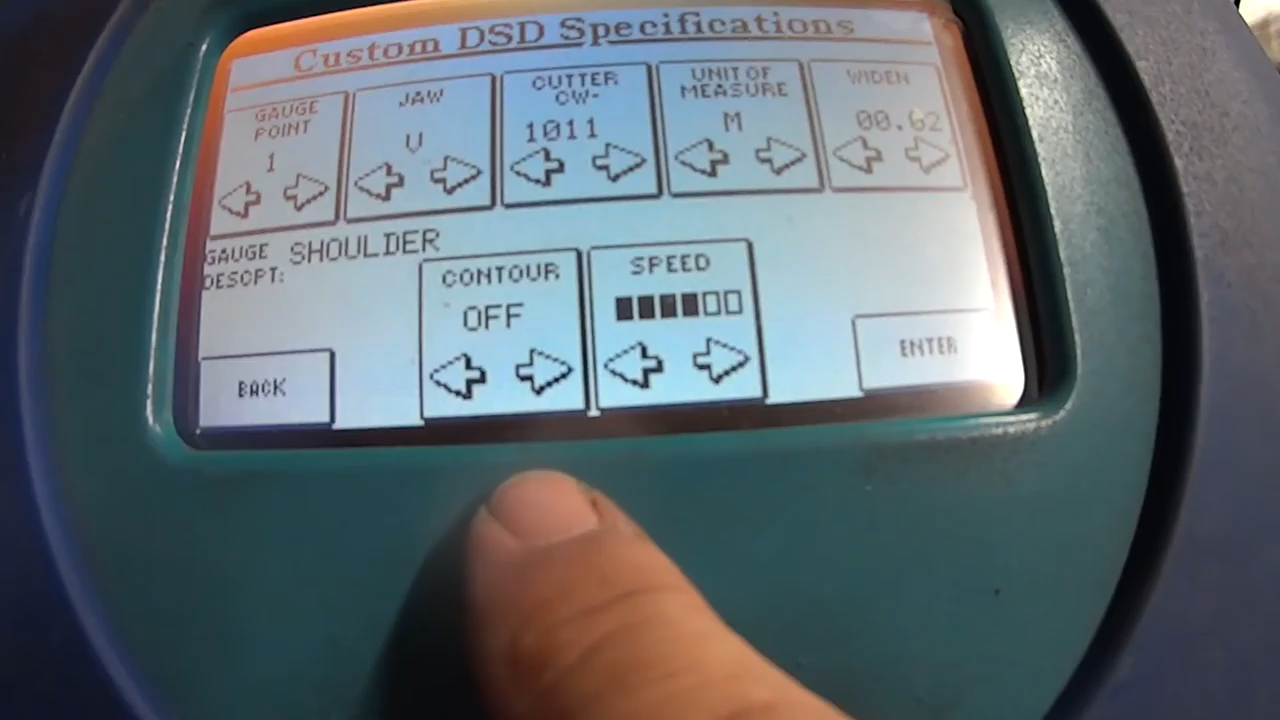 Custom DSD Specifications
GAUGE
POINT
1
JAW
V
CUTTER
CW-
1011
UNIT OF
MEASURE
M
WIDEN
00.62
GAUGE
DESCPT:
SHOULDER
CONTOUR
OFF
SPEED
BACK
ENTER